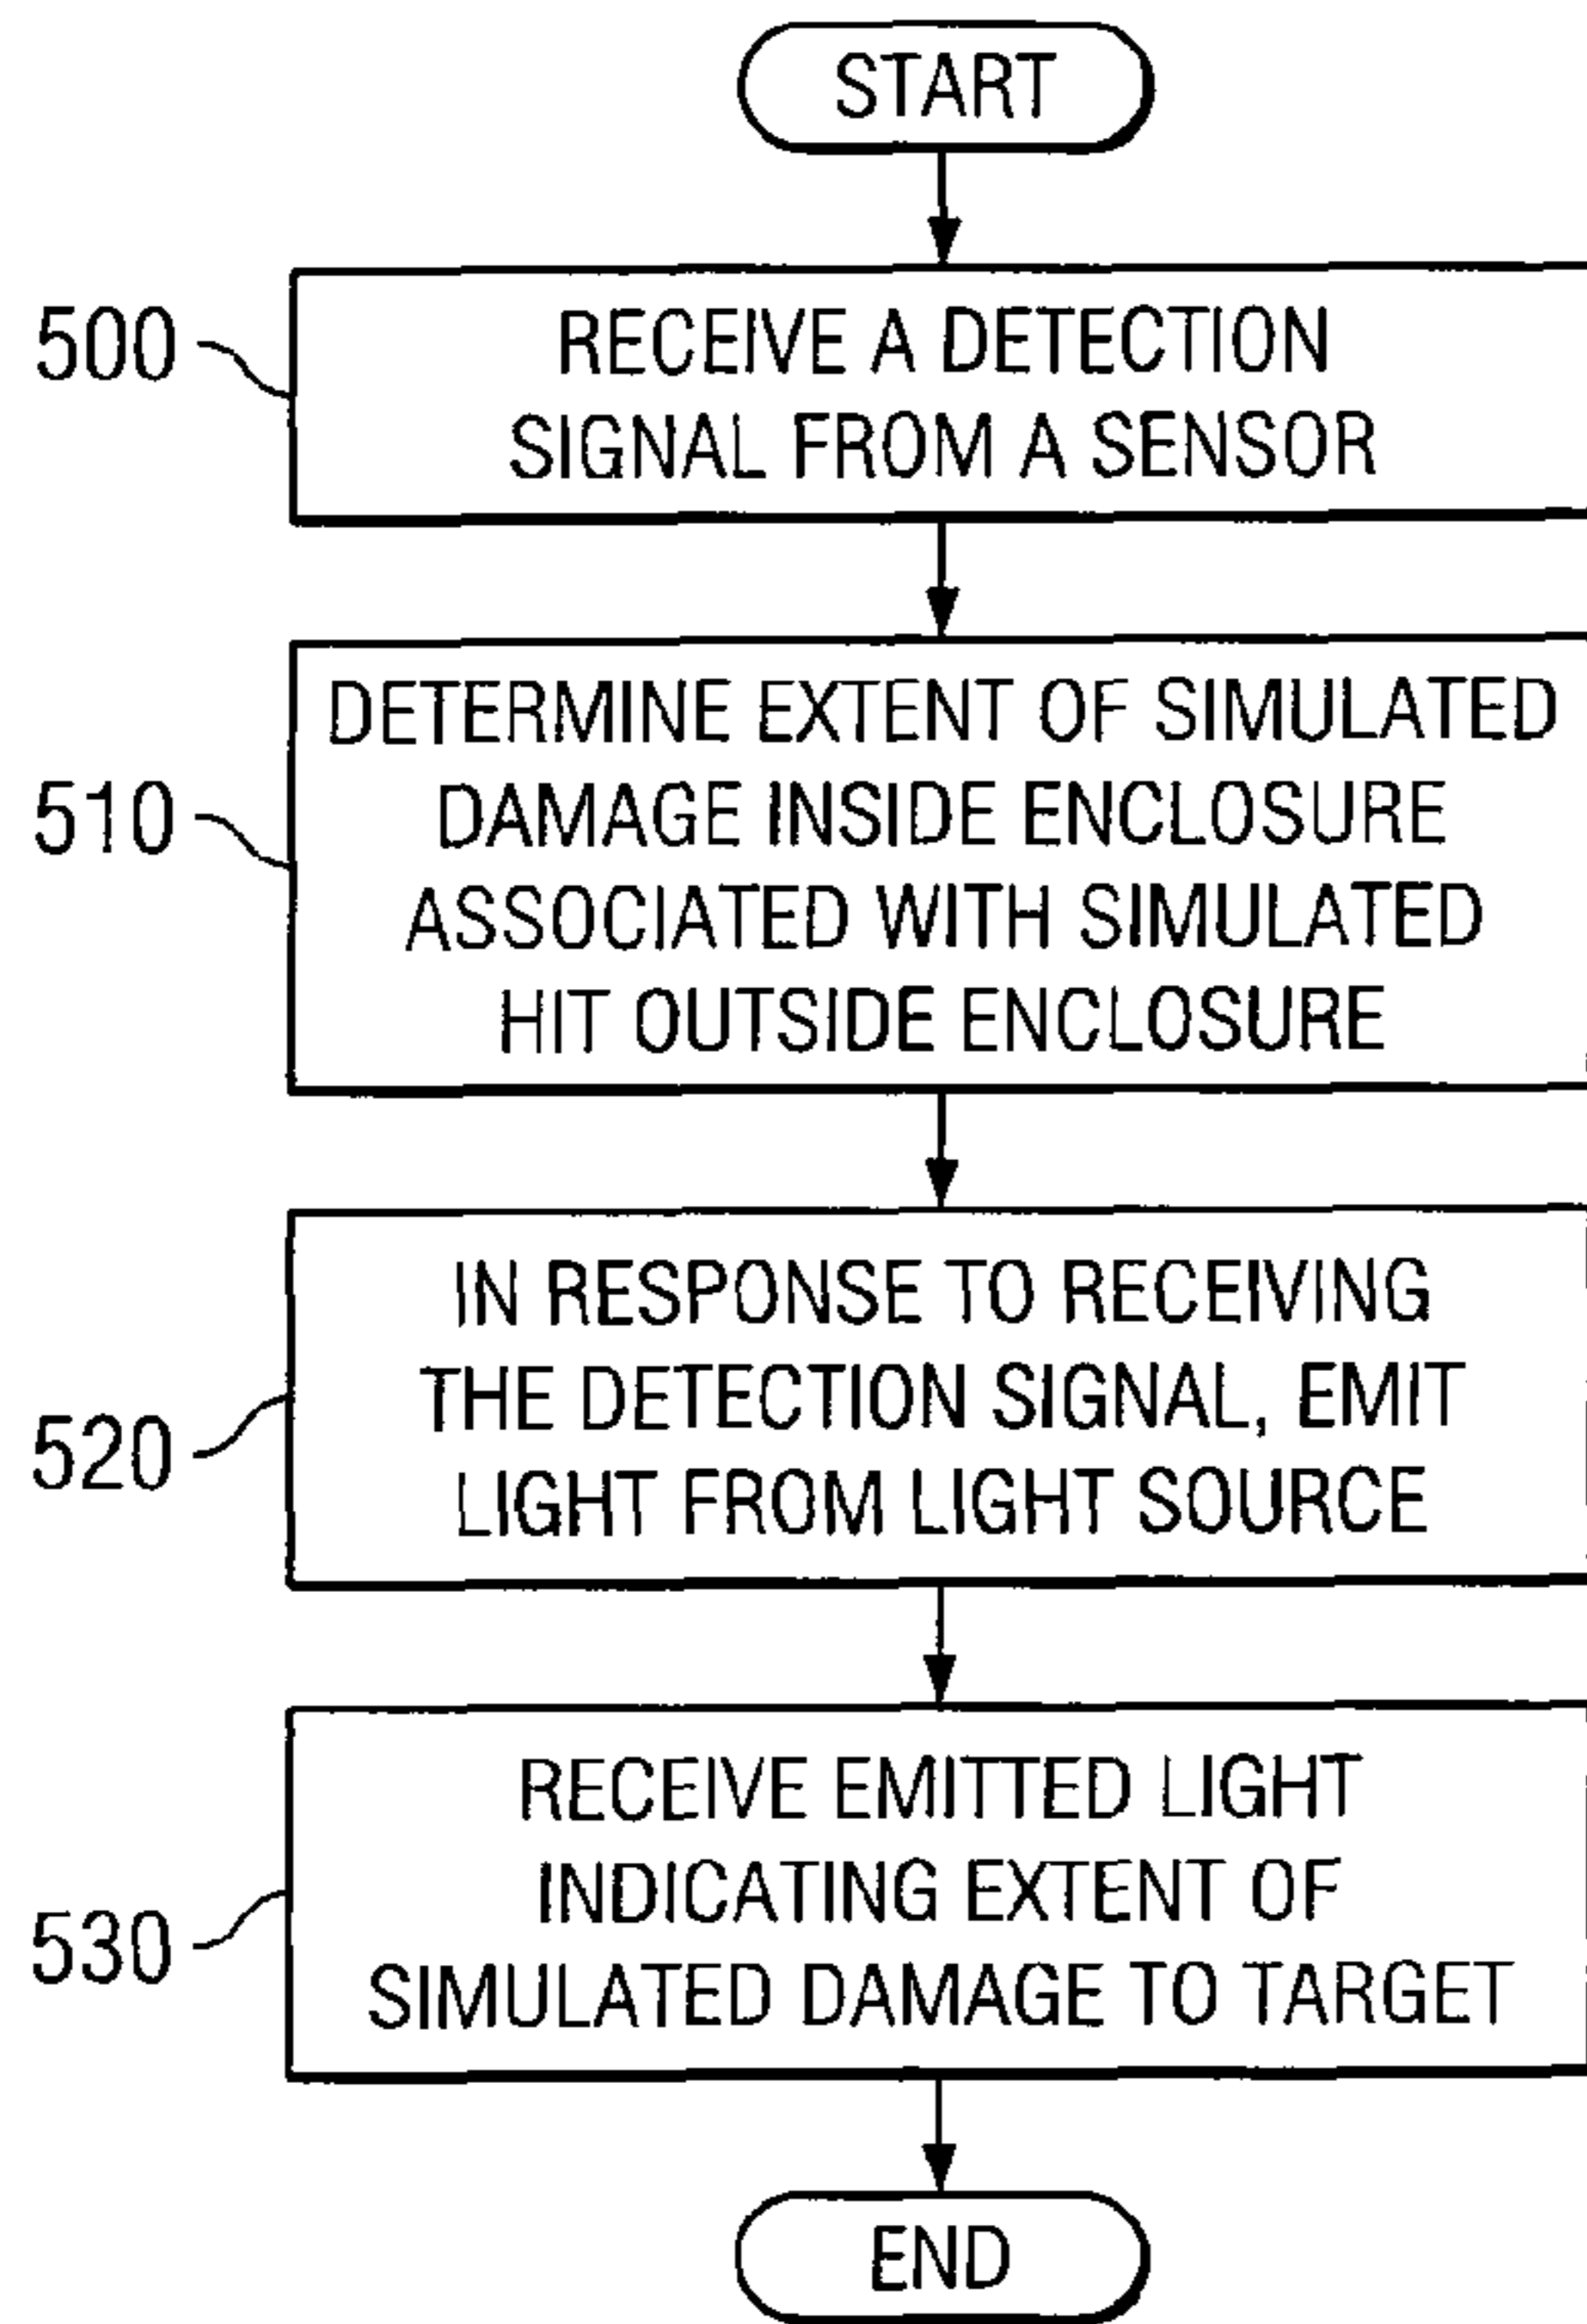 START
500
RECEIVE A DETECTION
SIGNAL FROM A SENSOR
510
DETERMINE EXTENT OF SIMULATED
DAMAGE INSIDE ENCLOSURE
ASSOCIATED WITH SIMULATED
HIT OUTSIDE ENCLOSURE
520
IN RESPONSE TO RECEIVING
THE DETECTION SIGNAL, EMIT
LIGHT FROM LIGHT SOURCE
530
RECEIVE EMITTED LIGHT
INDICATING EXTENT OF
SIMULATED DAMAGE TO TARGET
END